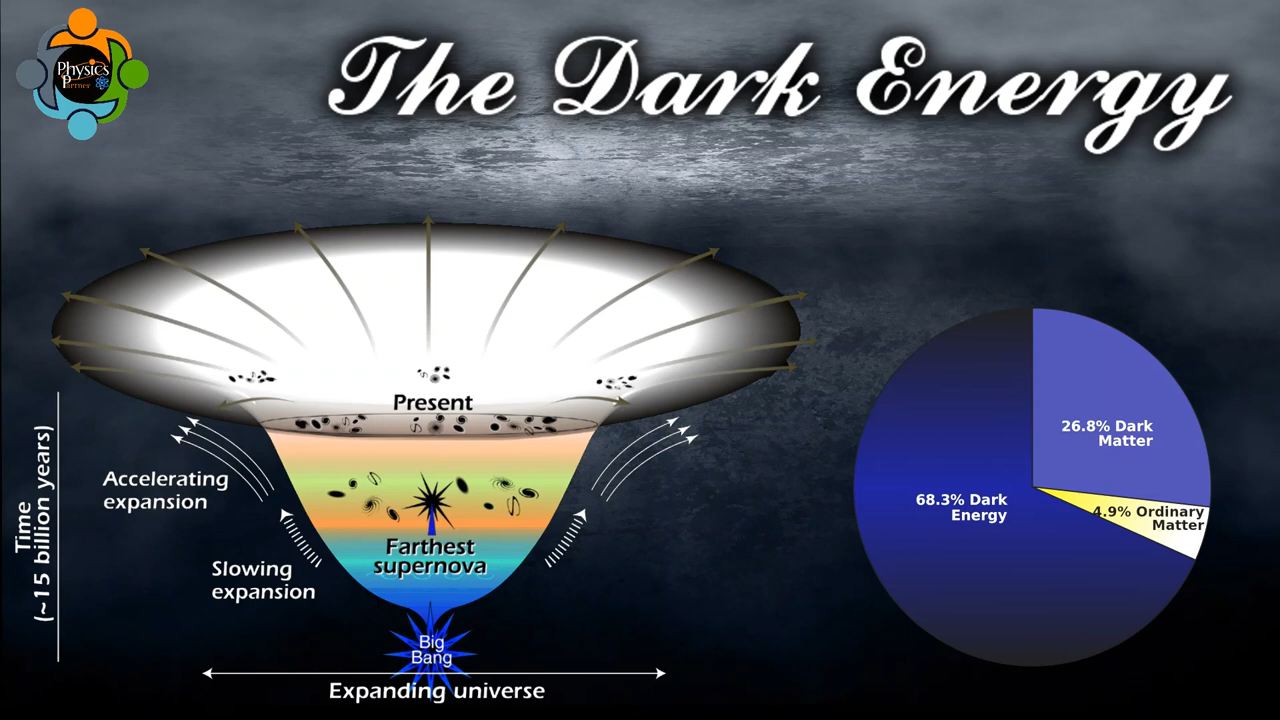 Physics
Partner
The Dark Energy
Present
Accelerating
expansion
Time
(~15 billion years)
Farthest
supernova
Slowing
expansion
Big
Bang
Expanding universe
26.8% Dark
Matter
68.3% Dark
Energy
4.9% Ordinary
Matter